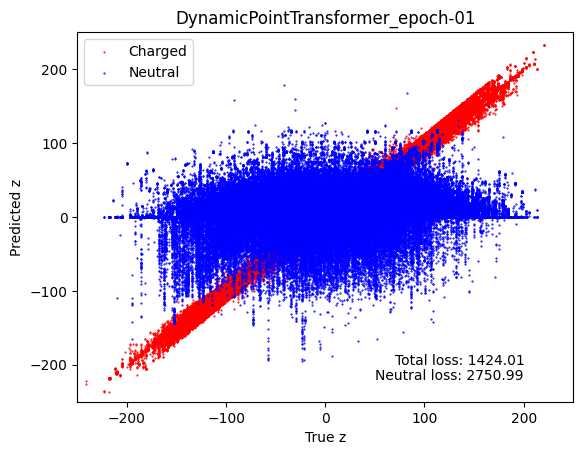 DynamicPointTransformer_epoch-01
Charged
Neutral
200
100
0
−100
−200
Predicted z
Total loss: 1424.01
Neutral loss: 2750.99
−200
−100
0
100
200
True z